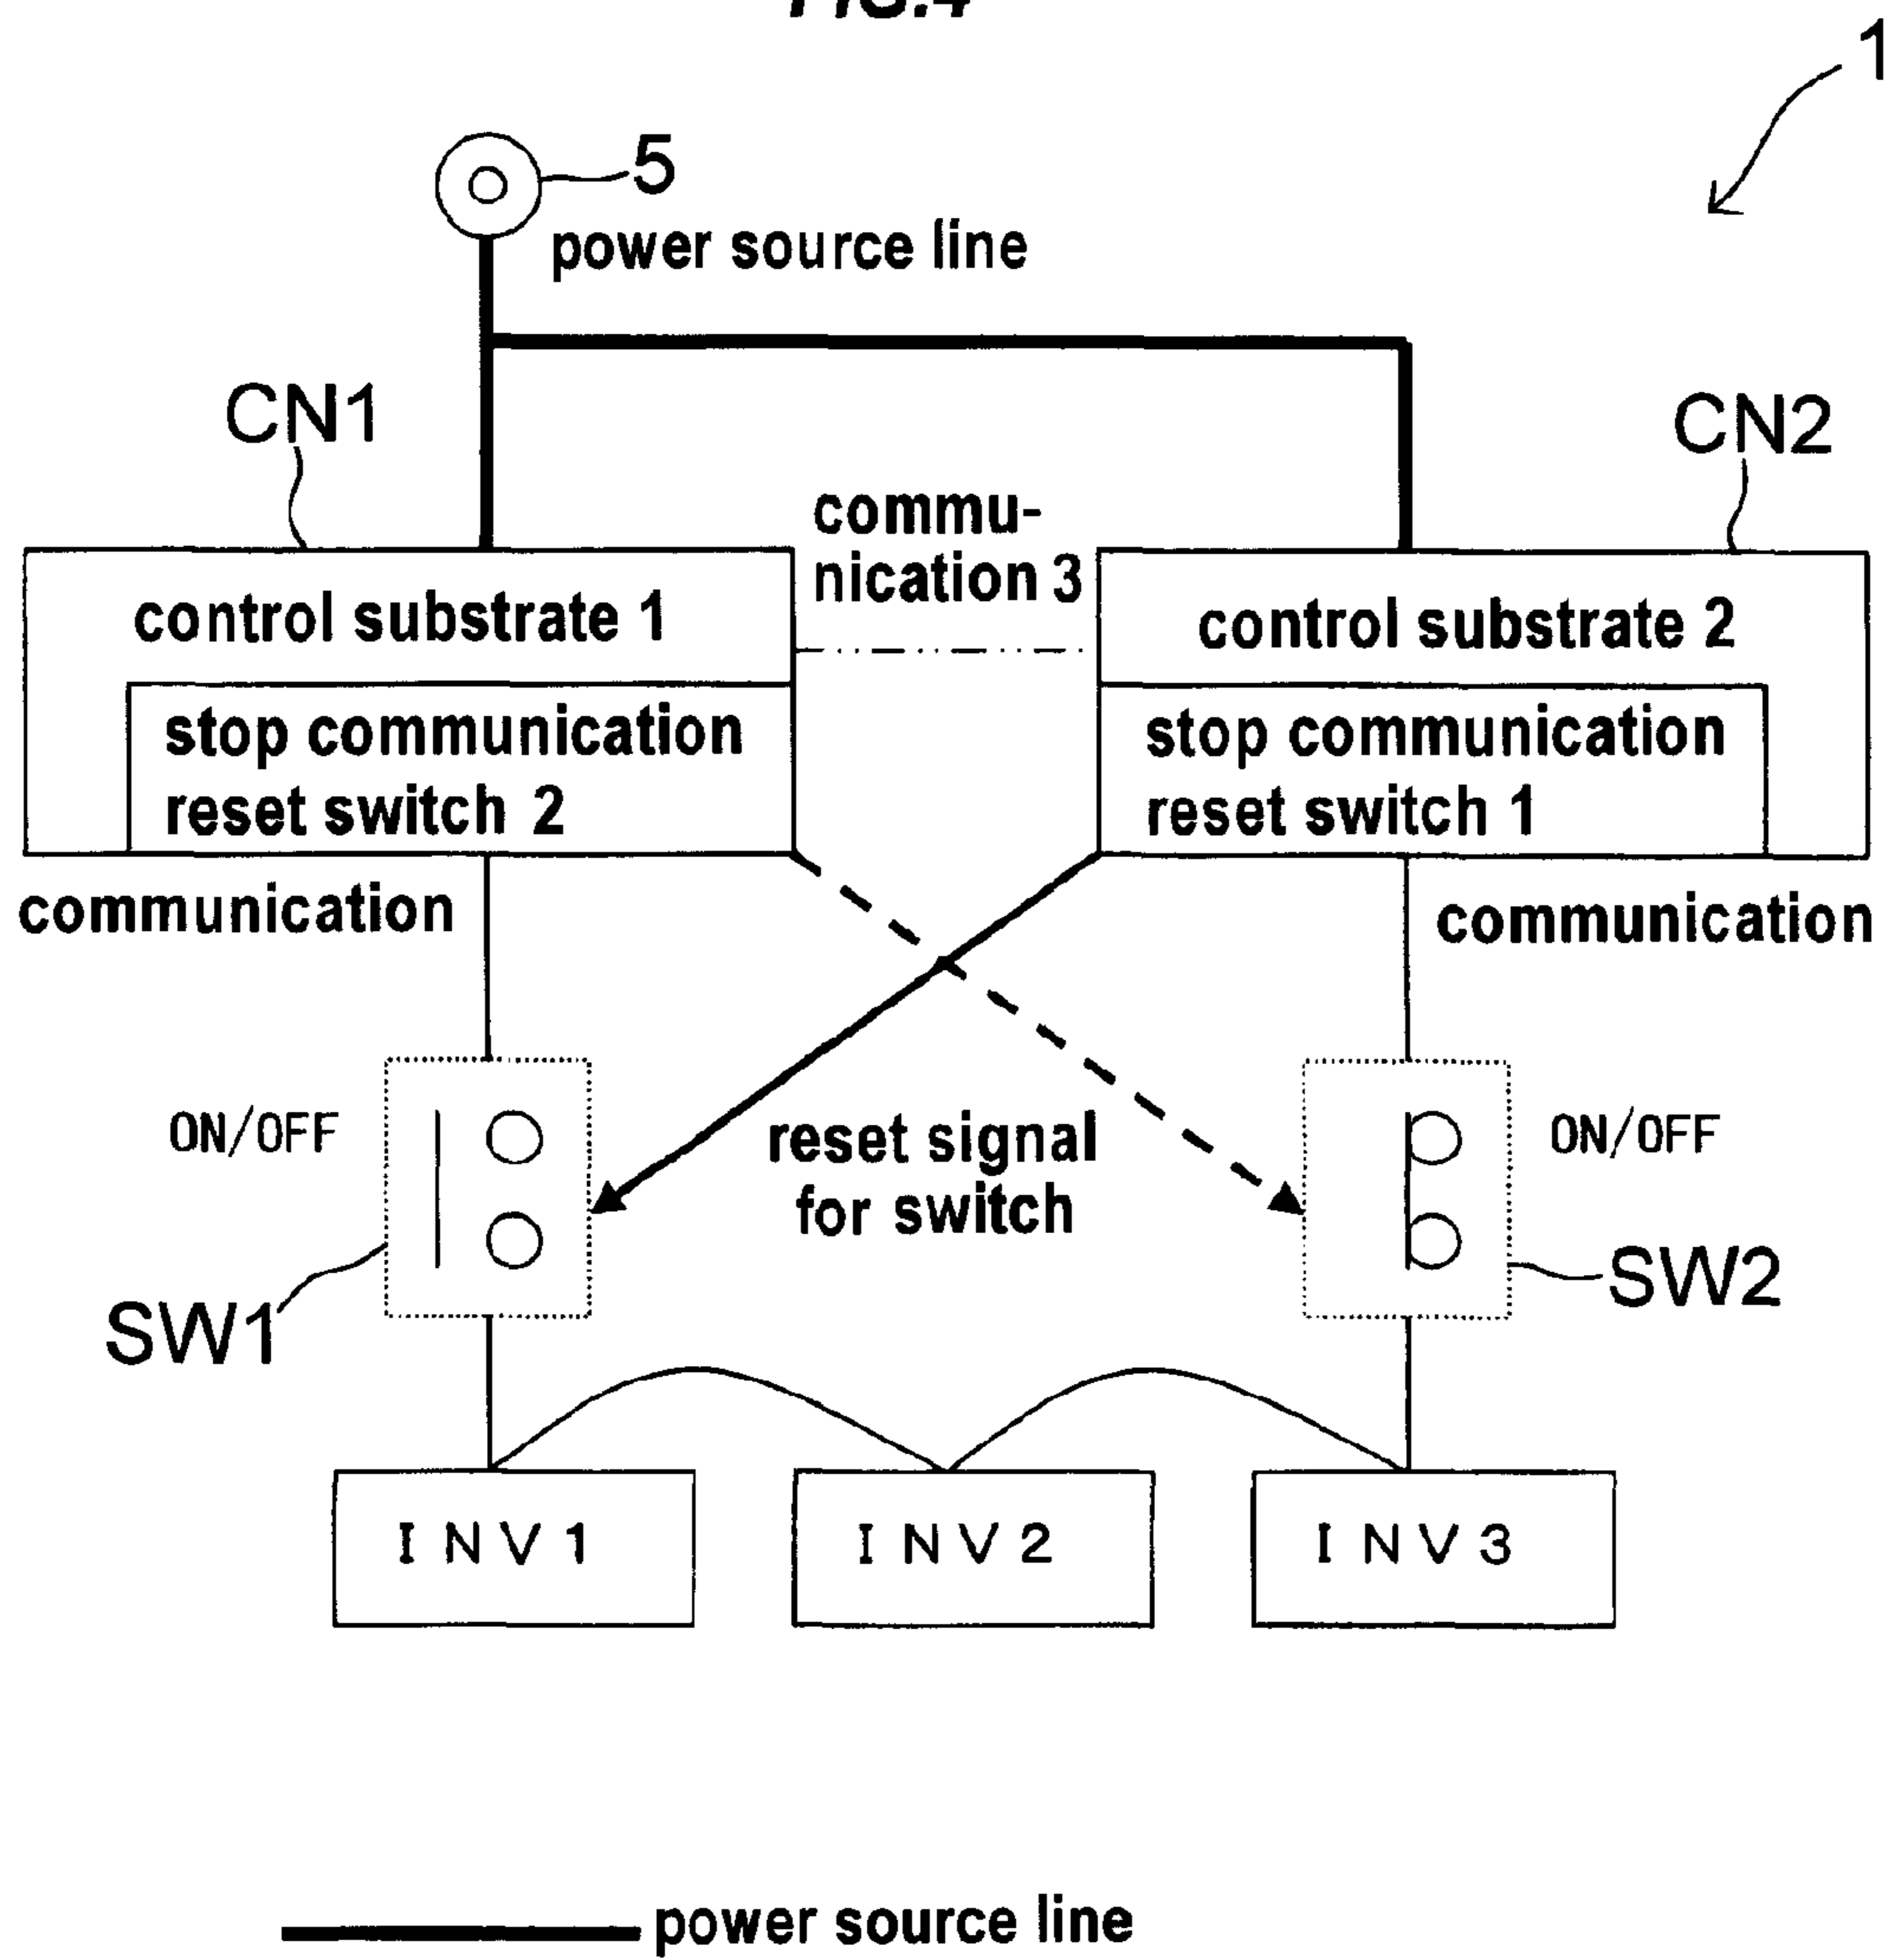 FIG.4
1
5
power source line
CN1
CN2
commu-
nication 3
control substrate 1
control substrate 2
stop communication
reset switch 2
stop communication
reset switch 1
communication
communication
ON/OFF
reset signal
for switch
ON/OFF
SW1
SW2
INV1
INV2
INV3
power source line